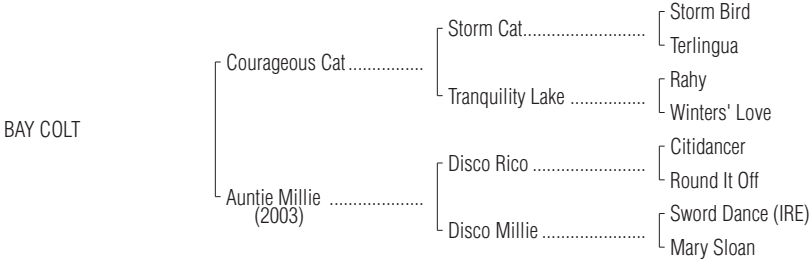 Storm Bird
Storm Cat..........................
Terlingua
Courageous Cat................
Rahy
Tranquility Lake ................
Winters' Love
BAY COLT
Citidancer
Disco Rico ........................
Round It Off
Auntie Millie ....................
(2003)
Sword Dance (IRE)
Disco Millie ......................
Mary Sloan